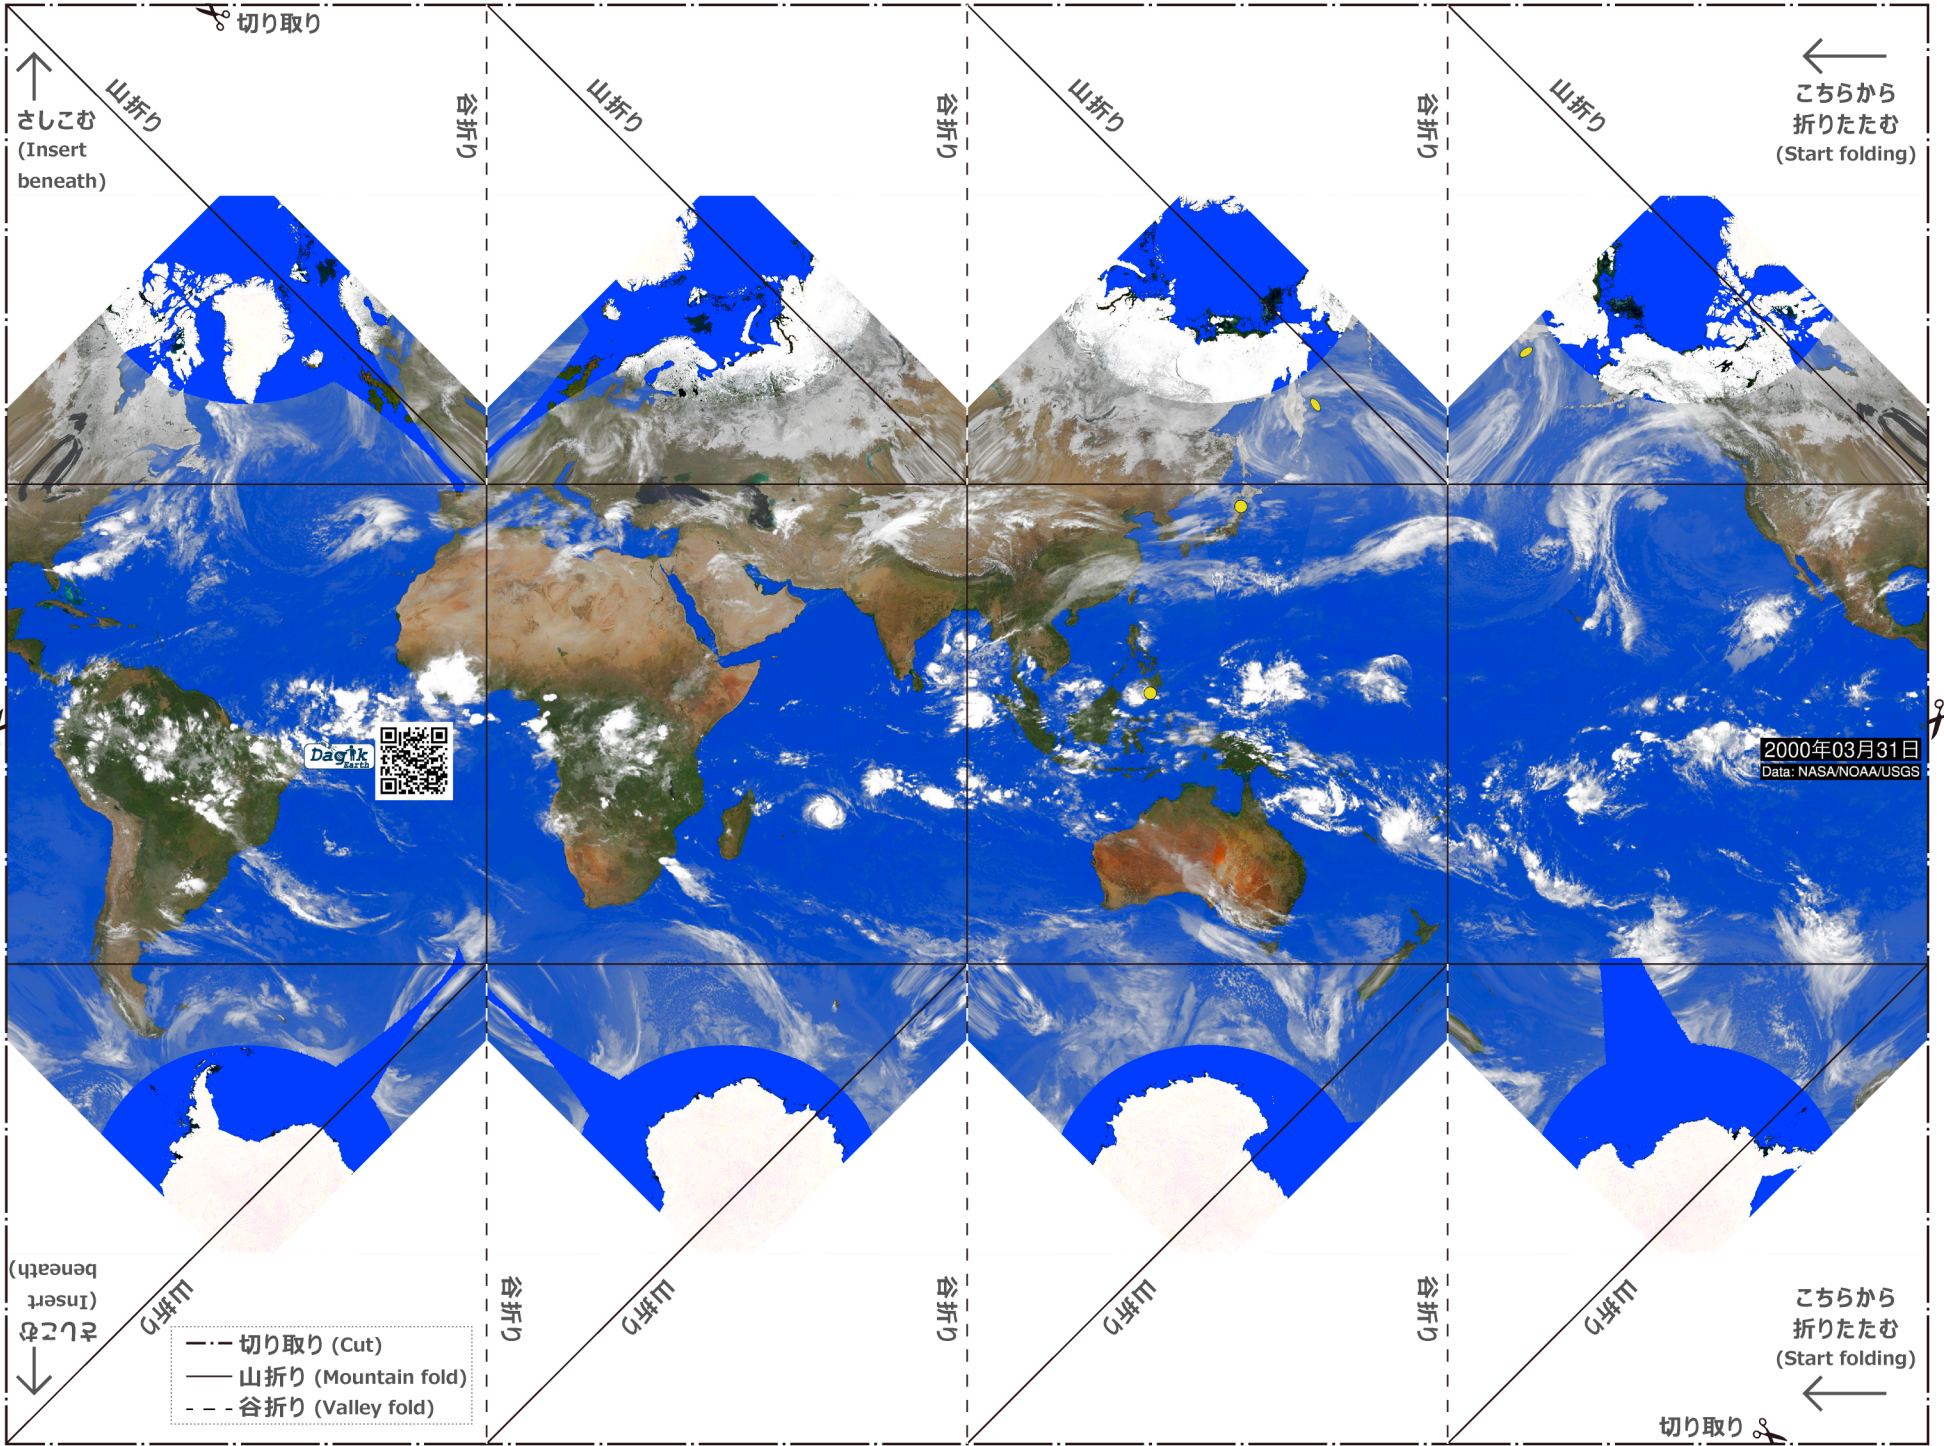 切り取り
山折り
谷折り
山折り
谷折り
山折り
谷折り
山折り
さしこむ
(Insert
beneath)
こちらから
折りたたむ
(Start folding)
Dagik
Earth
2000年03月31日
Data: NASA/NOAA/USGS
さしこむ
(Insert
beneath)
山折り
谷折り
山折り
谷折り
山折り
谷折り
山折り
こちらから
折りたたむ
(Start folding)
切り取り (Cut)
山折り (Mountain fold)
谷折り (Valley fold)
切り取り